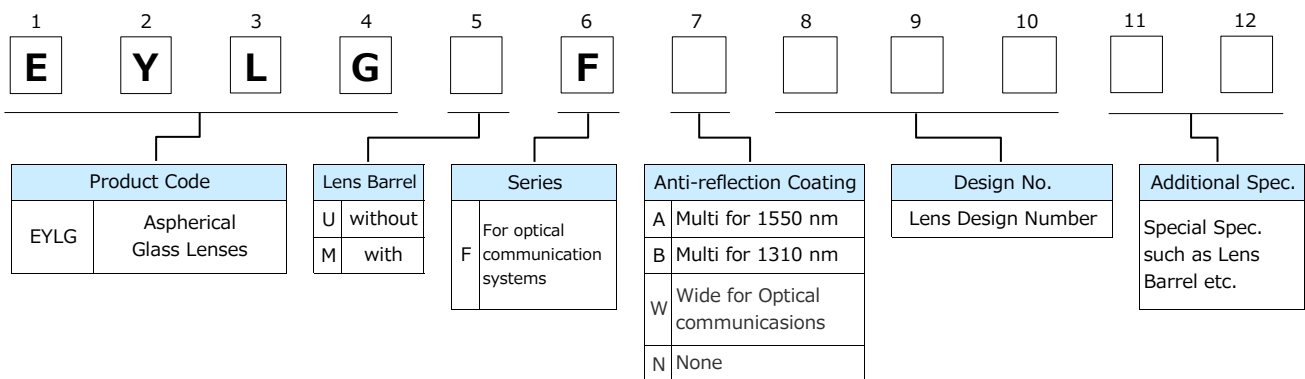 1 2 3 4 5 6 7 8 9 10 11 12
E Y L G F
Product Code
EYLG
Aspherical
Glass Lenses
Lens Barrel
U without
M with
Series
F
For optical
communication
systems
Anti-reflection Coating
A Multi for 1550 nm
B Multi for 1310 nm
W
Wide for Optical
communicasions
N None
Design No.
Lens Design Number
Additional Spec.
Special Spec.
such as Lens
Barrel etc.